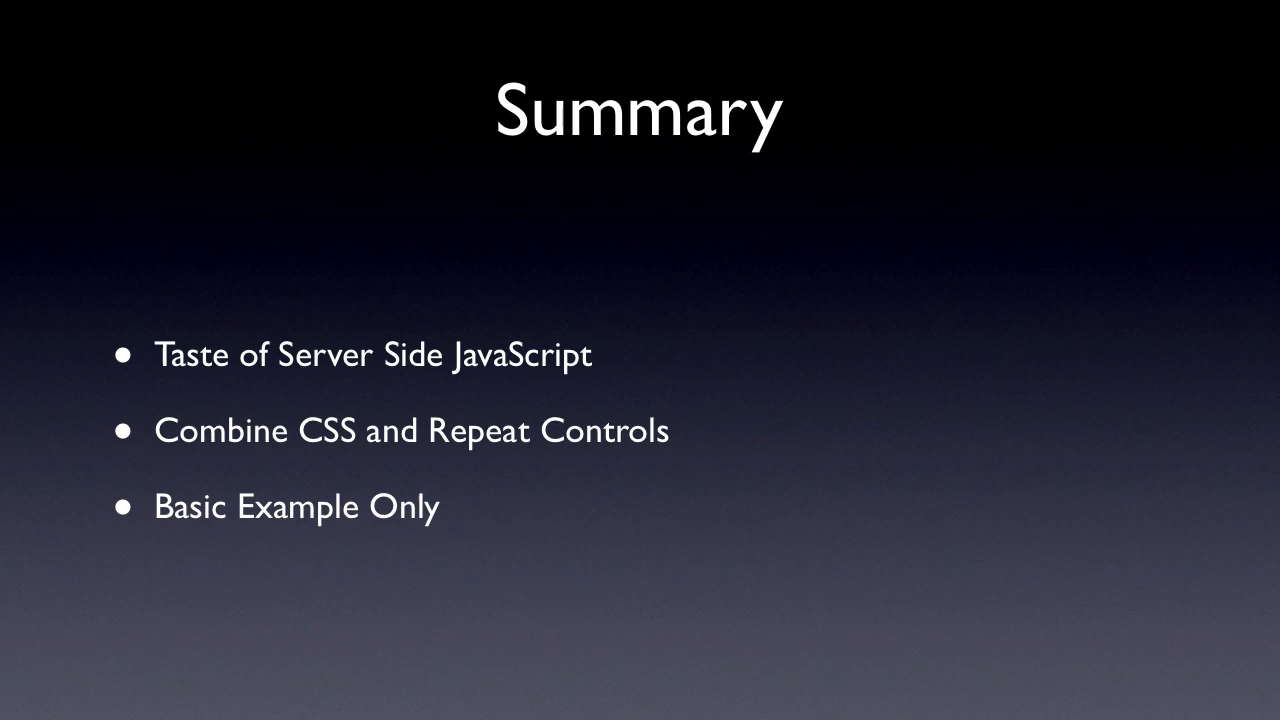 Summary
• Taste of Server Side JavaScript
• Combine CSS and Repeat Controls
• Basic Example Only